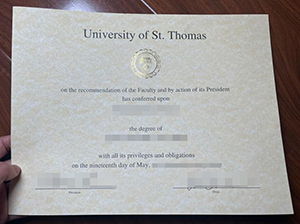 University of St. Thomas
on the recommendation of the Faculty and by action of its President
has conferred upon
the degree of
with all its privileges and obligations
on the nineteenth day of May,